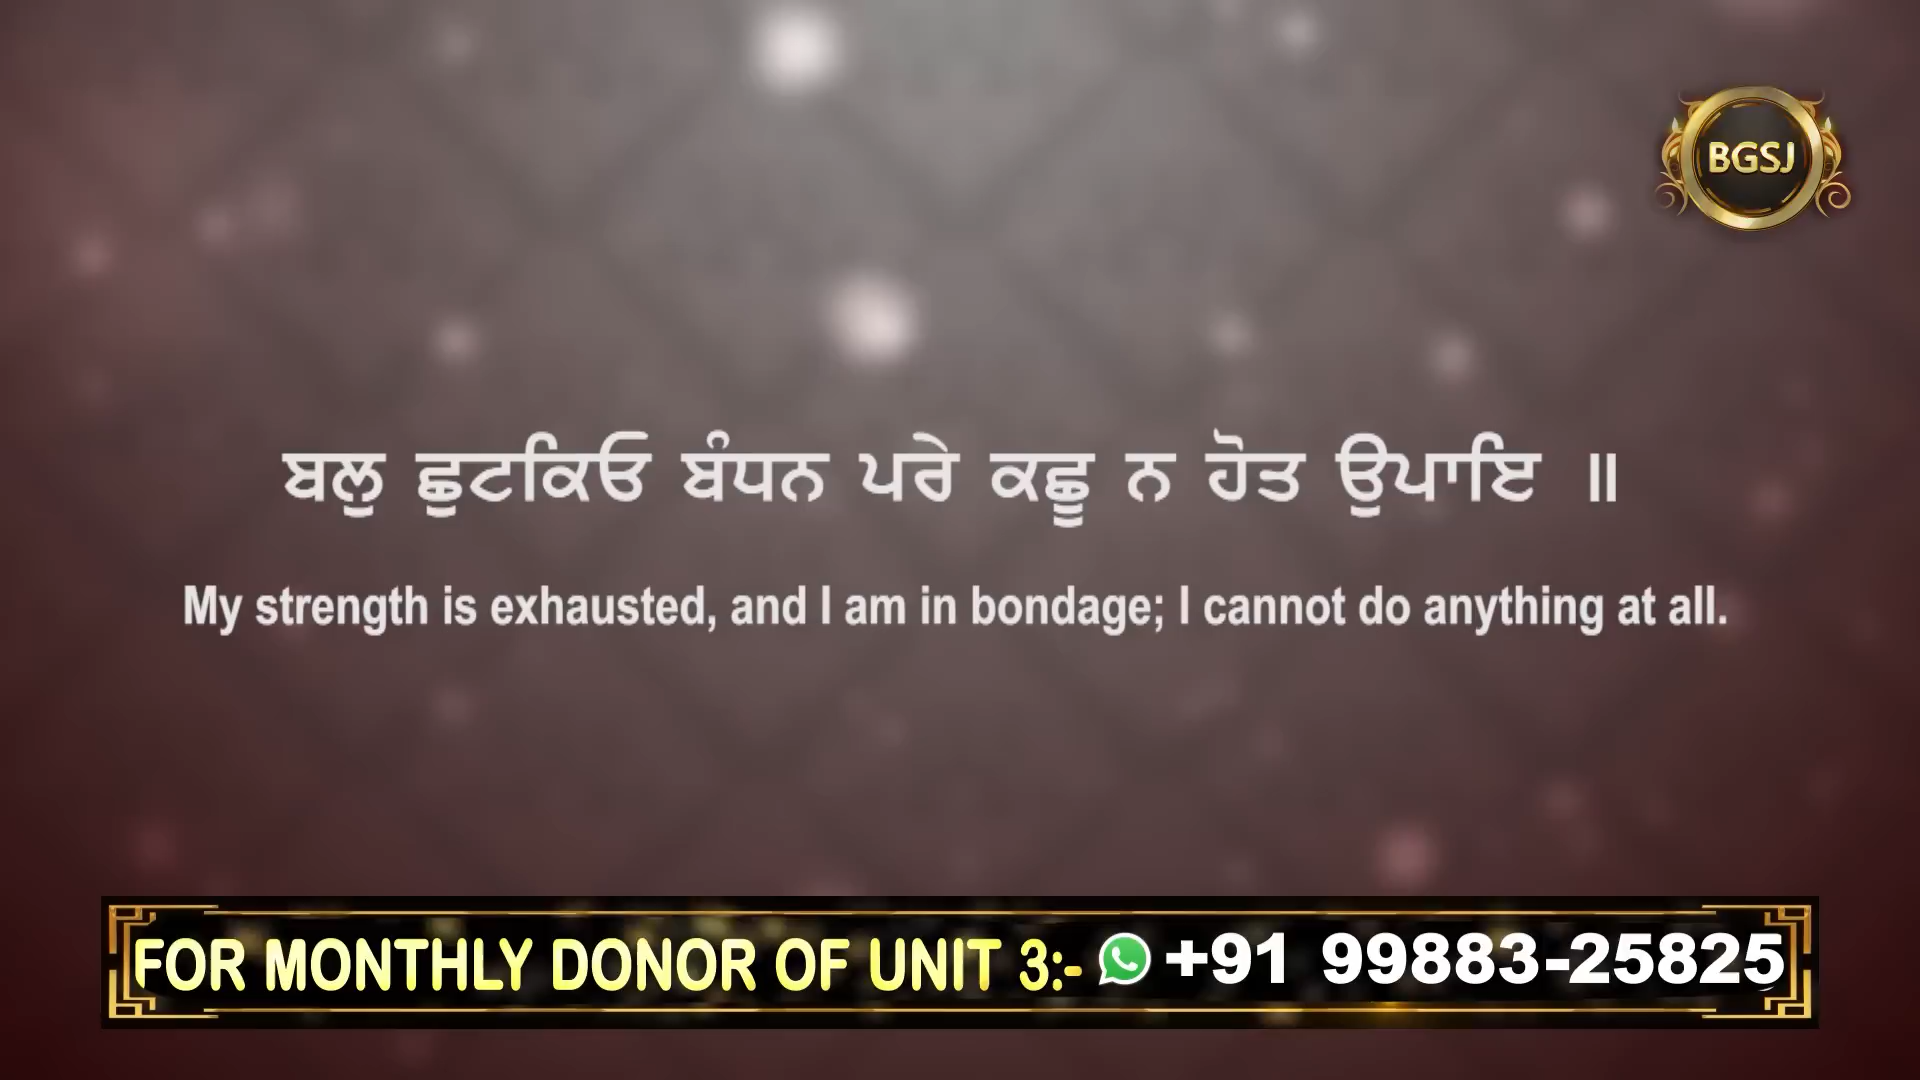 BGSJ
ਬਲੁ ਛੁਟਕਿਓ ਬੰਧਨ ਪਰੇ ਕਛੂ ਨ ਹੋਤ ਉਪਾਇ ॥
My strength is exhausted, and I am in bondage; I cannot do anything at all.
FOR MONTHLY DONOR OF UNIT 3:- +91 99883-25825